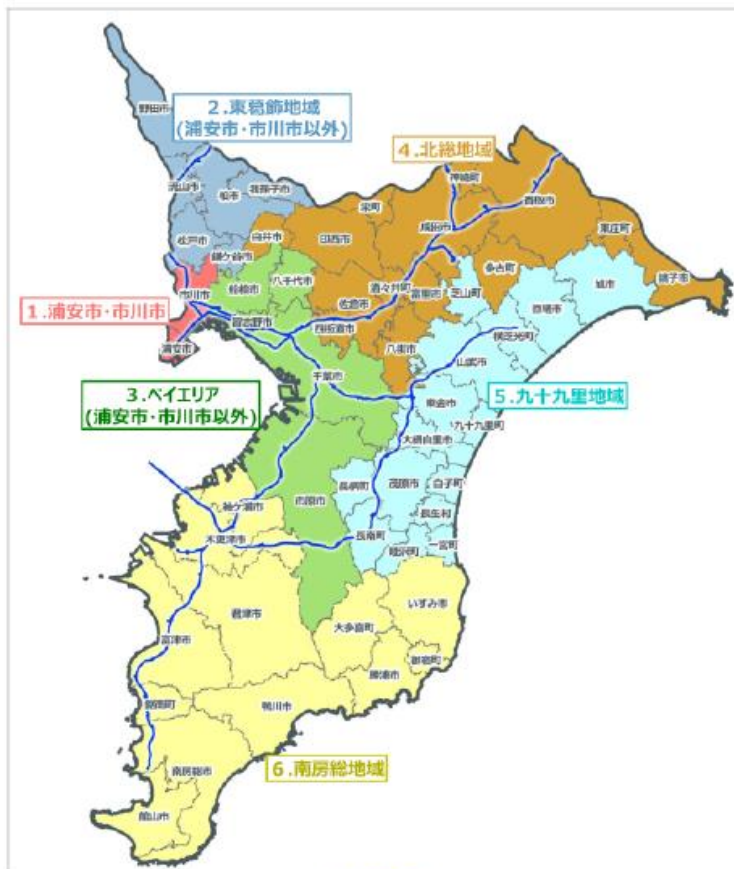 野田市
2.東葛飾地域
(浦安市・市川市以外)
4.北総地域
流山市
柏市
我孫子市
神崎町
香取市
栄町
成田市
東庄町
松戸市
白井市
印西市
鎌ケ谷市
銚子市
多古町
旭市
市川市
船橋市
八千代市
酒々井町
富里市
芝山町
匝瑳市
1.浦安市・市川市
佐倉市
習志野市
四街道市
横芝光町
浦安市
八街市
山武市
千葉市
3.ベイエリア
(浦安市・市川市以外)
東金市
5.九十九里地域
九十九里町
大網白里市
長柄町
茂原市
白子町
市原市
袖ケ浦市
長生村
木更津市
長南町
睦沢町
一宮町
君津市
いすみ市
大多喜町
富津市
御宿町
勝浦市
鋸南町
鴨川市
南房総市
6.南房総地域
館山市